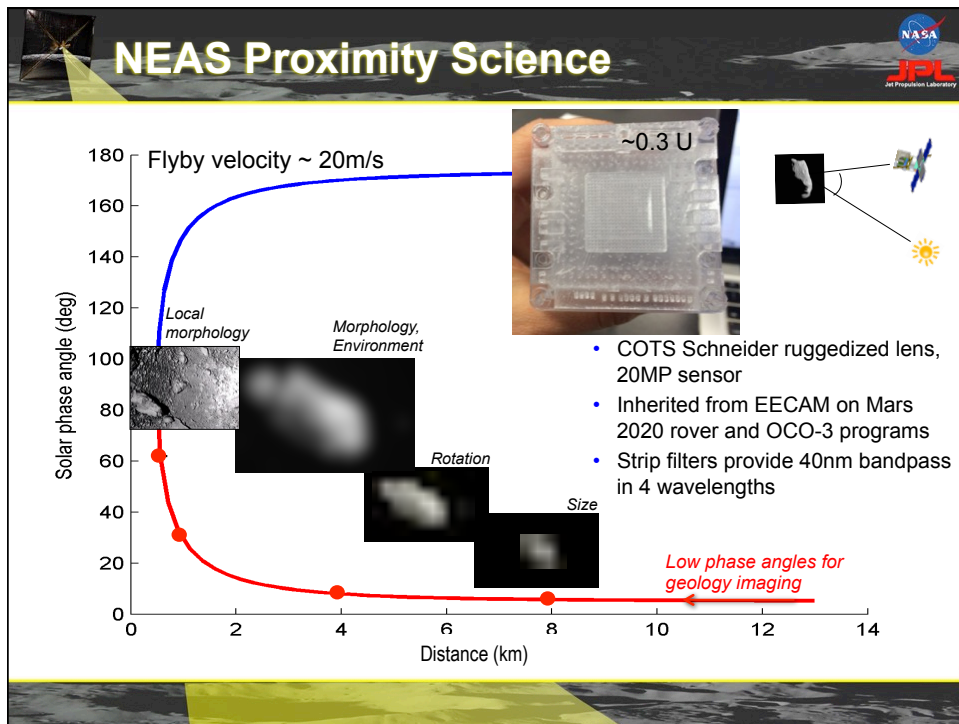 NEAS Proximity Science
NASA
JPL
Jet Propulsion Laboratory
Flyby velocity ~ 20m/s
~0.3 U
180
160
140
120
100
80
60
40
20
0
Solar phase angle (deg)
Local
morphology
Morphology,
Environment
Rotation
Size
• COTS Schneider ruggedized lens,
20MP sensor
• Inherited from EECAM on Mars
2020 rover and OCO-3 programs
• Strip filters provide 40nm bandpass
in 4 wavelengths
Low phase angles for
geology imaging
0 2 4 6 8 10 12 14
Distance (km)